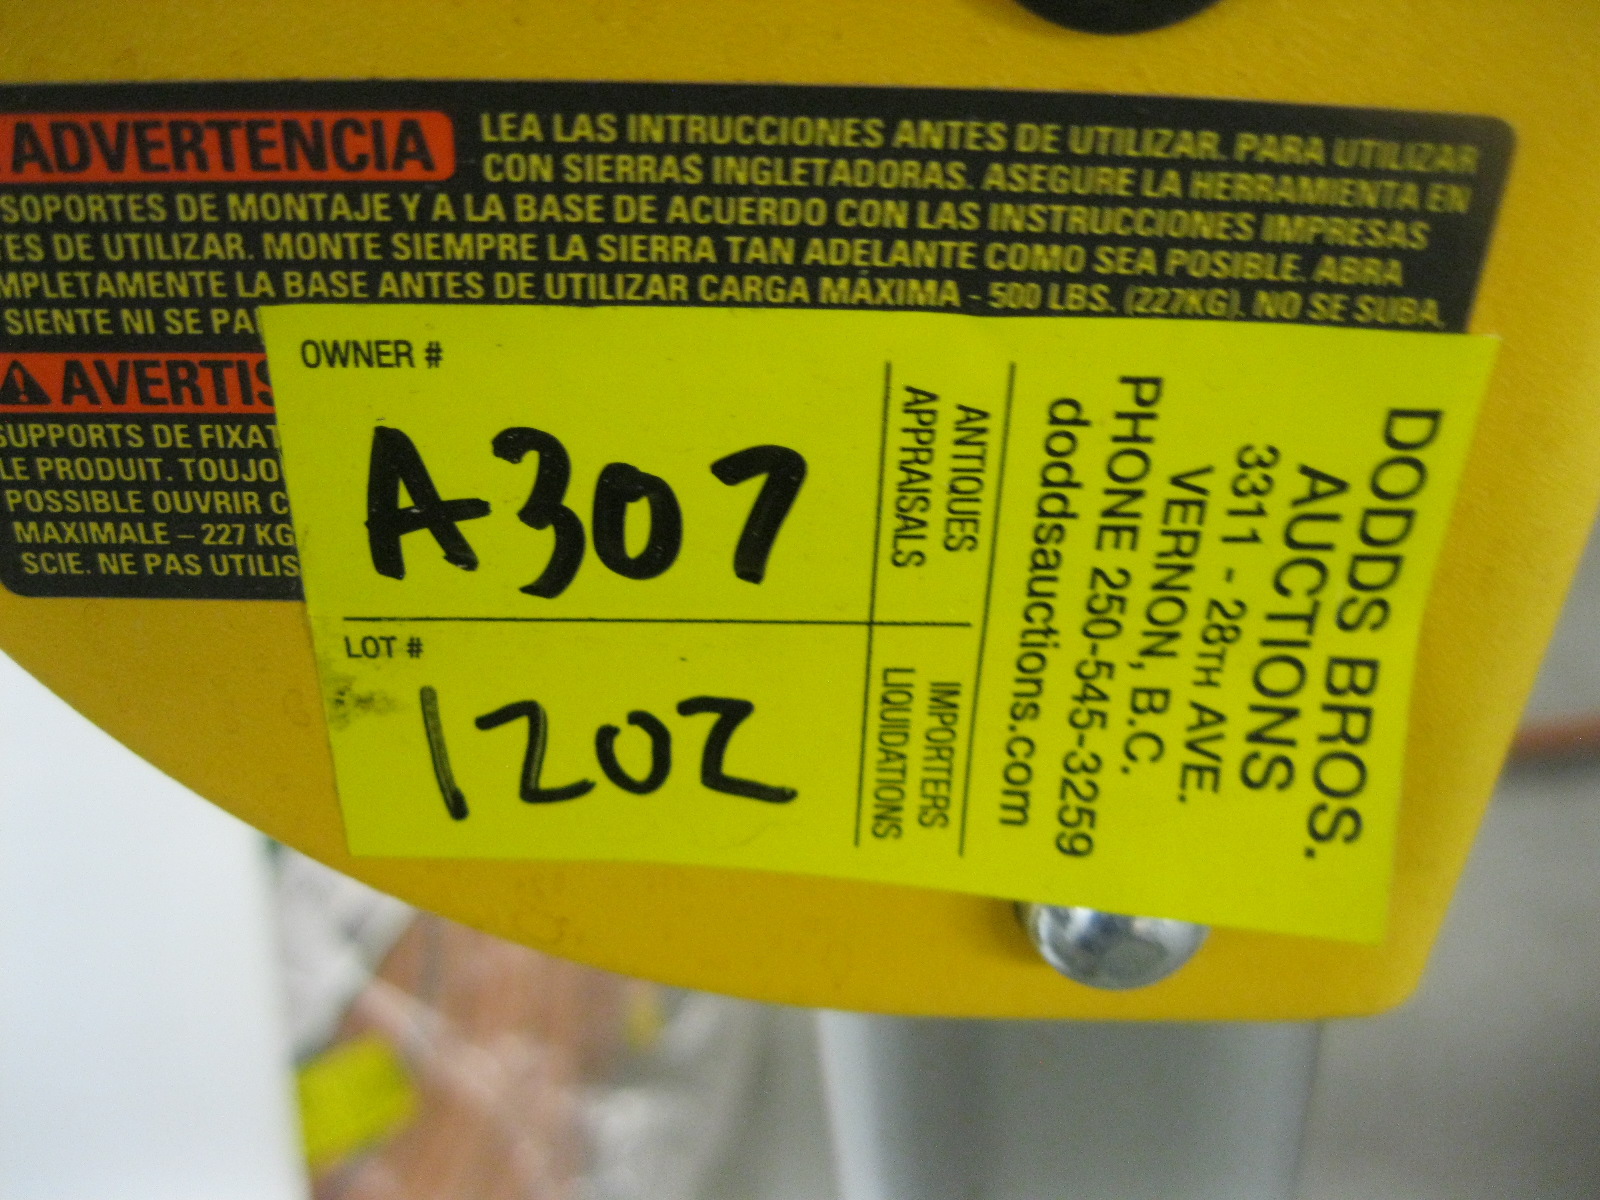 ADVERTENCIA
LEA LAS INTRUCCIONES ANTES DE UTILIZAR. PARA UTILIZAR
CON SIERRAS INGLETADORAS. ASEGURE LA HERRAMIENTA EN
SOPORTES DE MONTAJE Y A LA BASE DE ACUERDO CON LAS INSTRUCCIONES IMPRESAS
TES DE UTILIZAR. MONTE SIEMPRE LA SIERRA TAN ADELANTE COMO SEA POSIBLE. ABRA
MPLETAMENTE LA BASE ANTES DE UTILIZAR CARGA MÁXIMA - 500 LBS. (227KG). NO SE SUBA,
SIENTE NI SE PA
AVERTIS
SUPPORTS DE FIXAT
LE PRODUIT. TOUJO
POSSIBLE OUVRIR C
MAXIMALE – 227 KG
SCIE. NE PAS UTILIS
OWNER #
A307
LOT #
1202
ANTIQUES
APPRAISALS
IMPORTERS
LIQUIDATIONS
DODDS BROS.
AUCTIONS
3311 - 28TH AVE.
VERNON, B.C.
PHONE 250-545-3259
doddsauctions.com